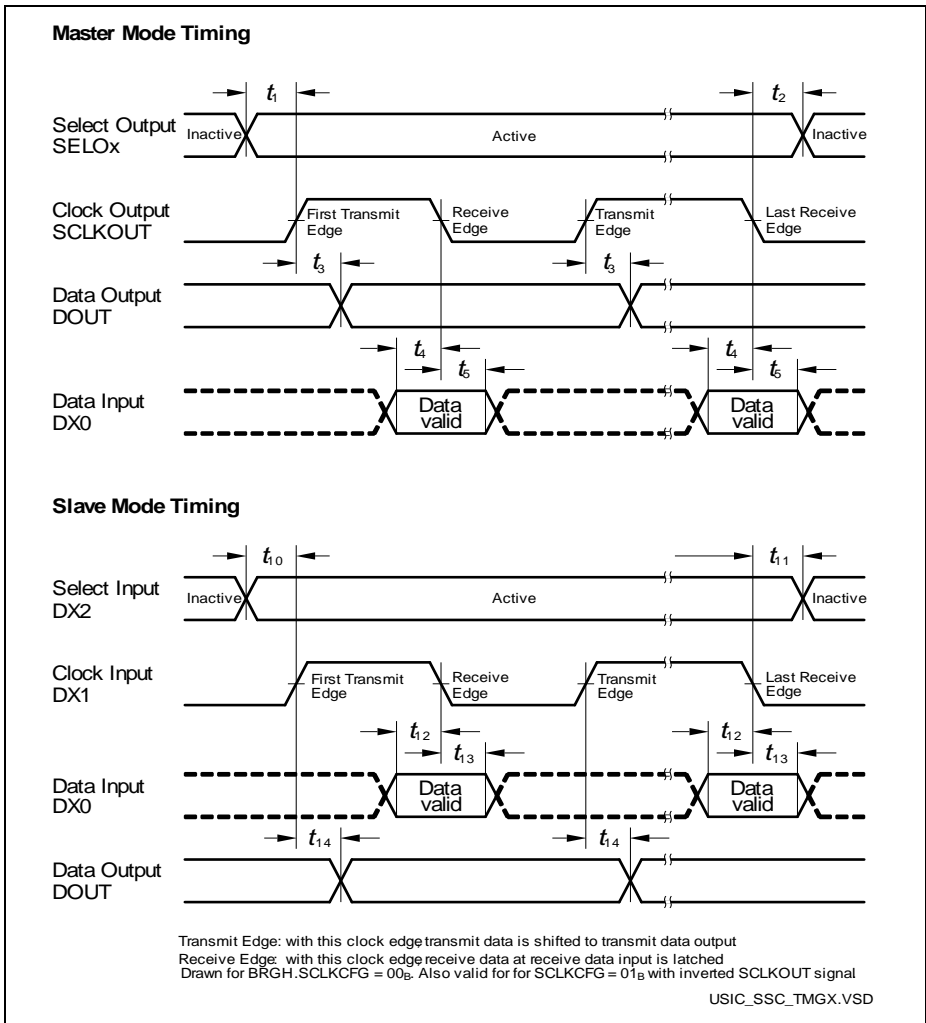 Master Mode Timing
t1
t2
Select Output
SELOx
Inactive
Active
Inactive
Clock Output
SCLKOUT
First Transmit
Edge
Receive
Edge
Transmit
Edge
Last Receive
Edge
t3
t3
Data Output
DOUT
t4
t5
t4
t5
Data Input
DX0
Data
valid
Data
valid
Slave Mode Timing
t10
t11
Select Input
DX2
Inactive
Active
Inactive
Clock Input
DX1
First Transmit
Edge
Receive
Edge
Transmit
Edge
Last Receive
Edge
t12
t13
t12
t13
Data Input
DX0
Data
valid
Data
valid
t14
t14
Data Output
DOUT
Transmit Edge: with this clock edge, transmit data is shifted to transmit data output
Receive Edge: with this clock edge, receive data at receive data input is latched
Drawn for BRGH.SCLKCFG = 00B. Also valid for for SCLKCFG = 01B with inverted SCLKOUT signal.
USIC_SSC_TMGX.VSD